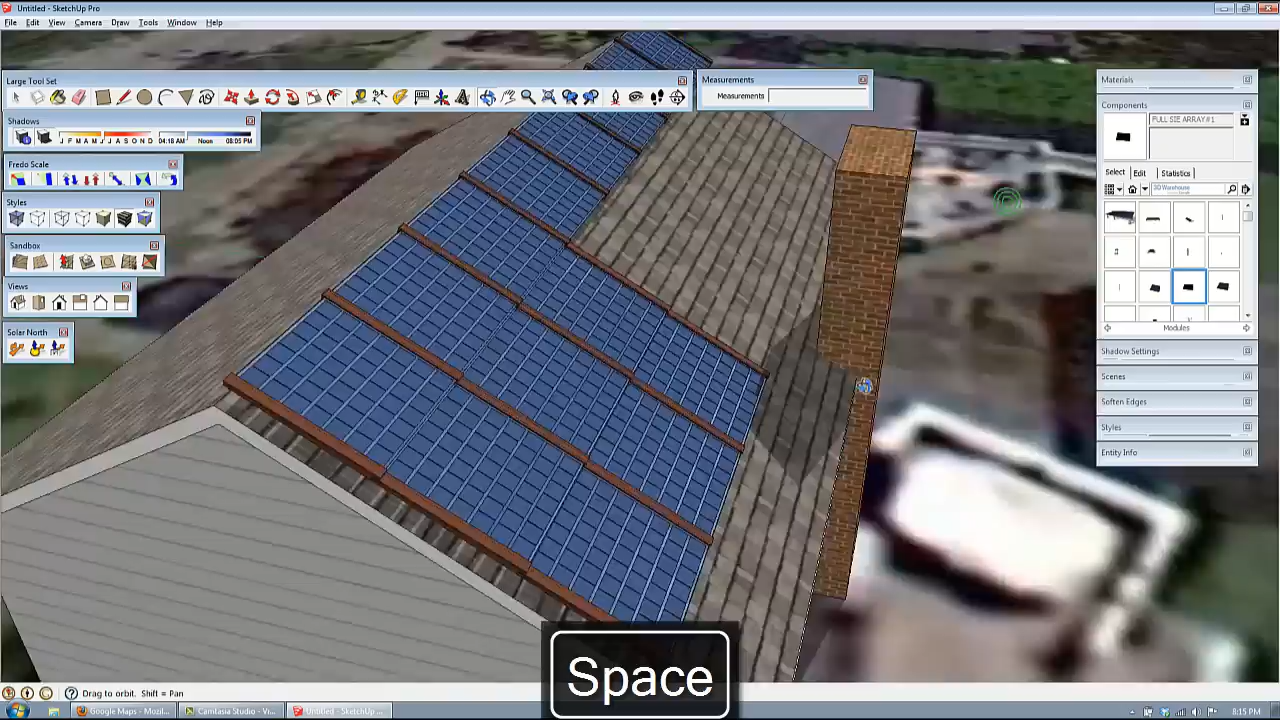 Untitled - SketchUp Pro
File Edit View Camera Draw Tools Window Help
Large Tool Set
Measurements
Measurements
Shadows
J F M A M J J A S O N D 04:18 AM Noon 08:05 PM
Fredo Scale
Styles
Sandbox
Views
Solar North
Materials
Components
FULL SIE ARRAY#1
Select Edit Statistics
3D Warehouse
Modules
Shadow Settings
Scenes
Soften Edges
Styles
Entity Info
Space
Drag to orbit. Shift = Pan
Google Maps - Mozil... Camtasia Studio - Vi... Untitled - SketchUp ... 8:15 PM